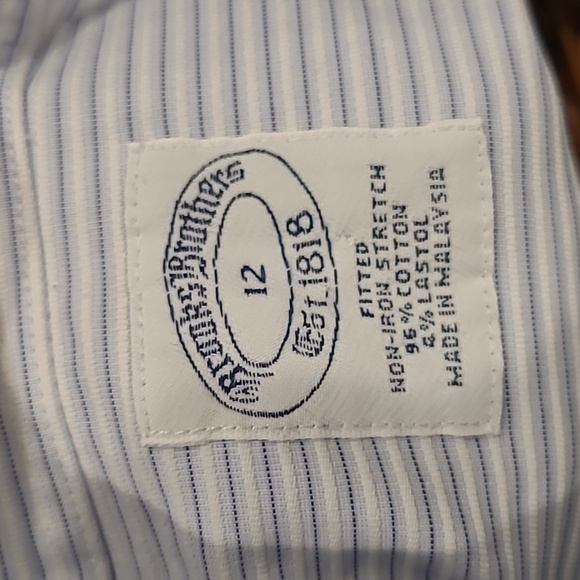 Brooks Brothers
12
Est. 1818
FITTED
NON-IRON STRETCH
96% COTTON
4% LASTOL
MADE IN MALAYSIA